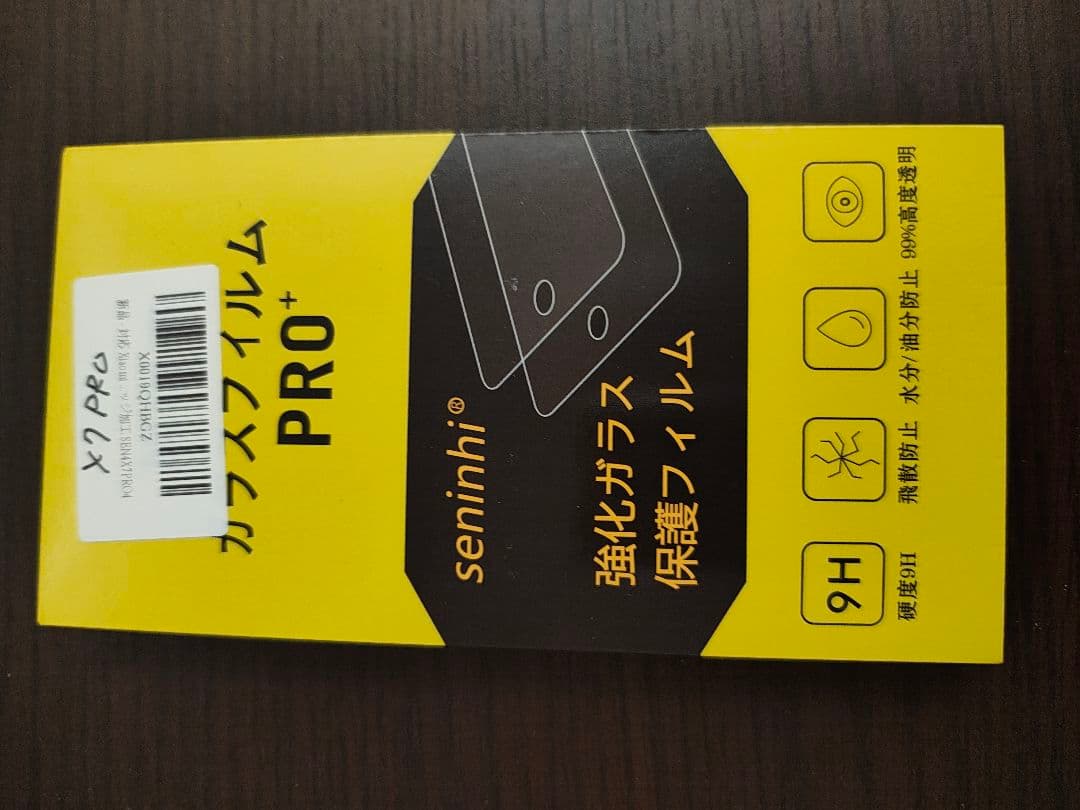 X7 PRO
X0019QHBGZ
ガラスフィルム
PRO+
seninhi®
強化ガラス
保護フィルム
9H
硬度9H
飛散防止
水分/油分防止
99%高度透明